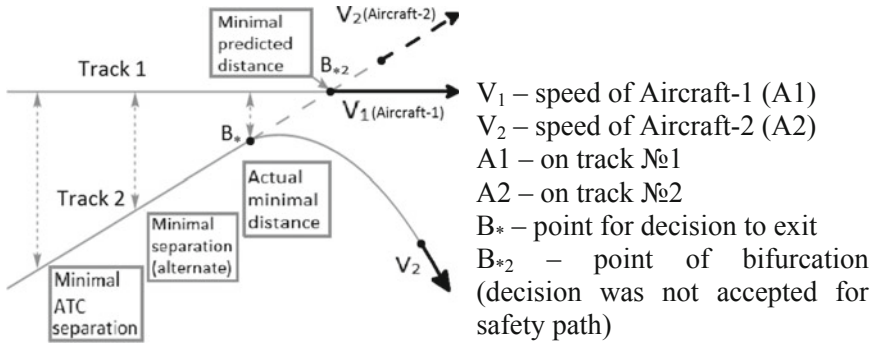 V₂ (Aircraft-2)
Minimal
predicted
distance
B*₂
Track 1
V₁ (Aircraft-1)
B*
Track 2
Actual
minimal
distance
Minimal
separation
(alternate)
V₂
Minimal
ATC
separation
V₁ – speed of Aircraft-1 (A1)
V₂ – speed of Aircraft-2 (A2)
A1 – on track №1
A2 – on track №2
B* – point for decision to exit
B*₂ – point of bifurcation
(decision was not accepted for
safety path)